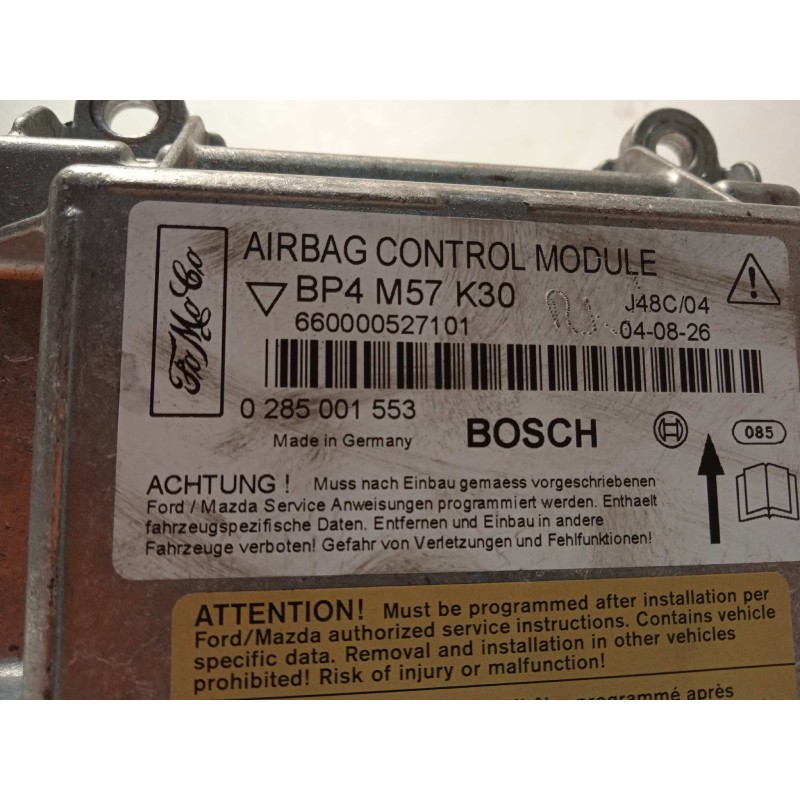 FoMoCo
AIRBAG CONTROL MODULE
BP4 M57 K30
J48C/04
660000527101
04-08-26
0 285 001 553
Made in Germany
BOSCH
085
ACHTUNG ! Muss nach Einbau gemaess vorgeschriebenen
Ford / Mazda Service Anweisungen programmiert werden. Enthaelt
fahrzeugspezifische Daten. Entfernen und Einbau in andere
Fahrzeuge verboten! Gefahr von Verletzungen und Fehlfunktionen!
ATTENTION! Must be programmed after installation per
Ford/Mazda authorized service instructions. Contains vehicle
specific data. Removal and installation in other vehicles
prohibited! Risk of injury or malfunction!
programmé après